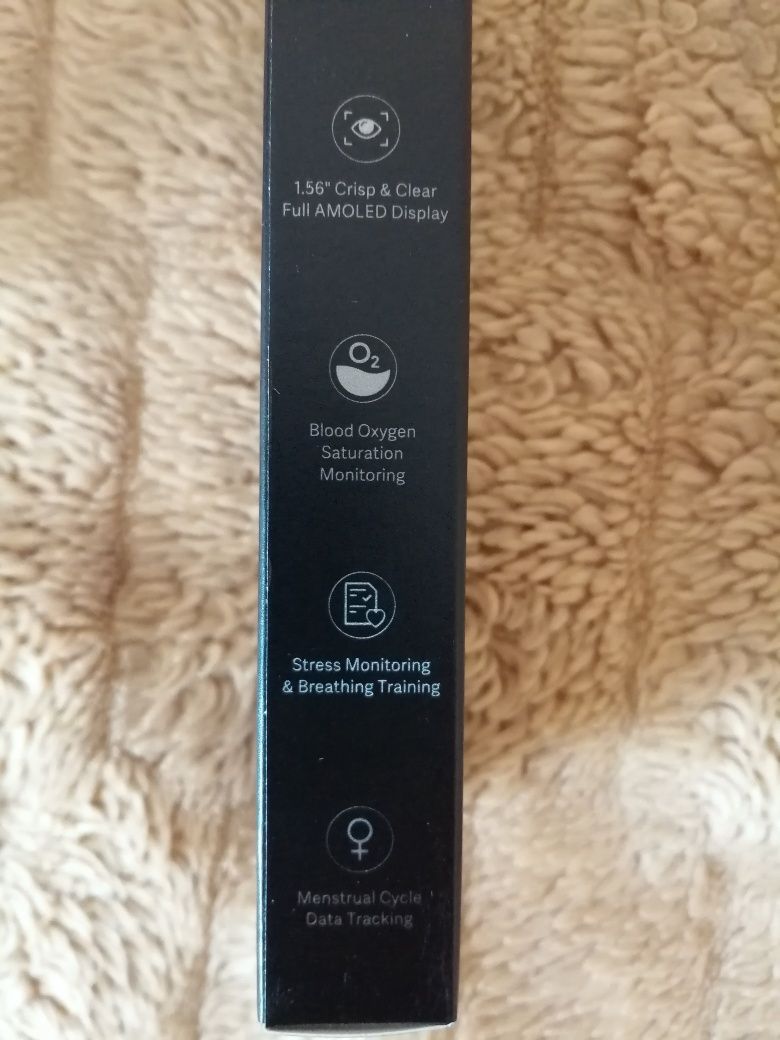 1.56" Crisp & Clear
Full AMOLED Display
O2
Blood Oxygen
Saturation
Monitoring
Stress Monitoring
& Breathing Training
Menstrual Cycle
Data Tracking